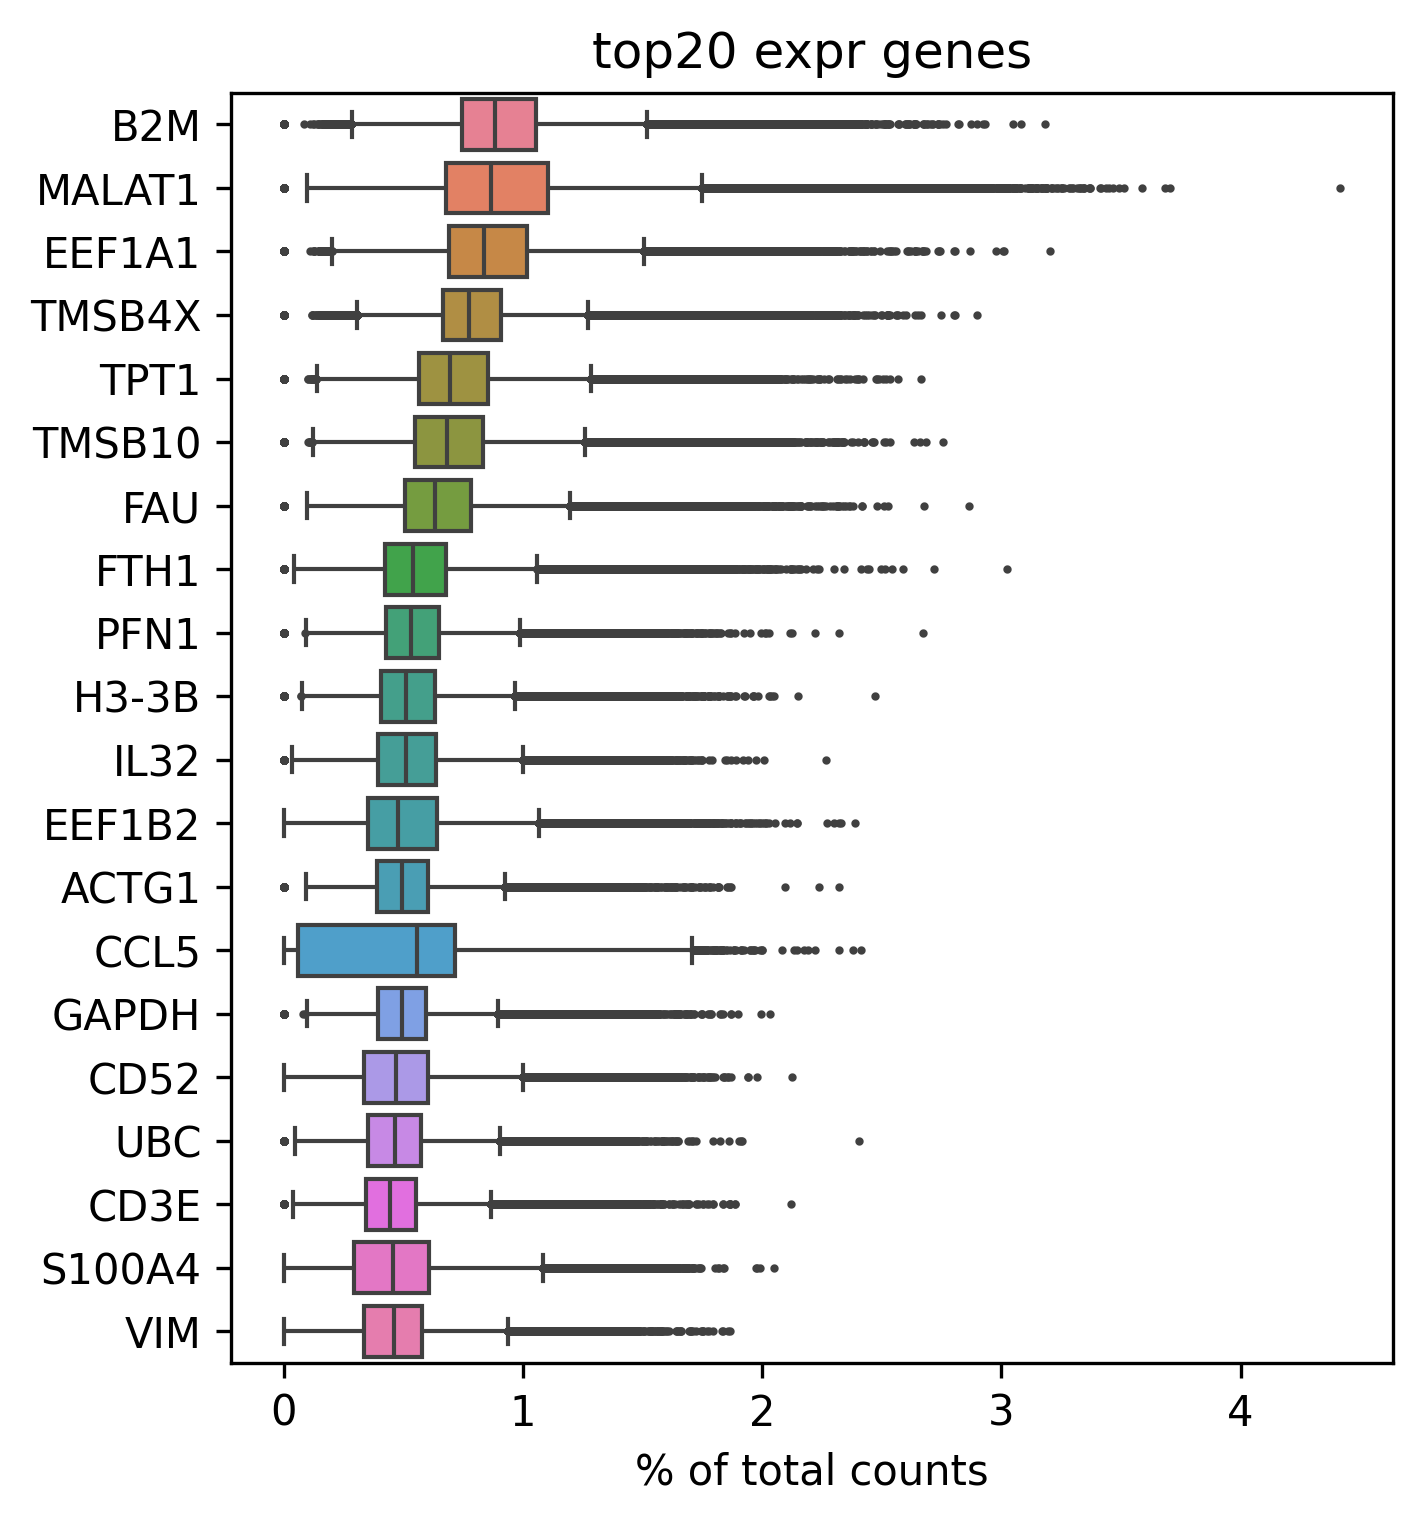 top20 expr genes
B2M
MALAT1
EEF1A1
TMSB4X
TPT1
TMSB10
FAU
FTH1
PFN1
H3-3B
IL32
EEF1B2
ACTG1
CCL5
GAPDH
CD52
UBC
CD3E
S100A4
VIM
0 1 2 3 4
% of total counts